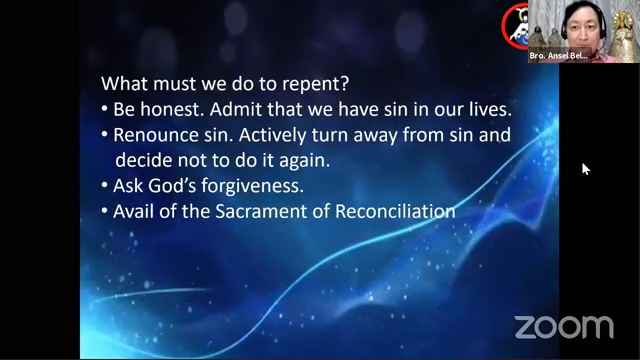 What must we do to repent?
• Be honest. Admit that we have sin in our lives.
• Renounce sin. Actively turn away from sin and
decide not to do it again.
• Ask God's forgiveness.
• Avail of the Sacrament of Reconciliation
Bro. Ansel Bel...
zoom